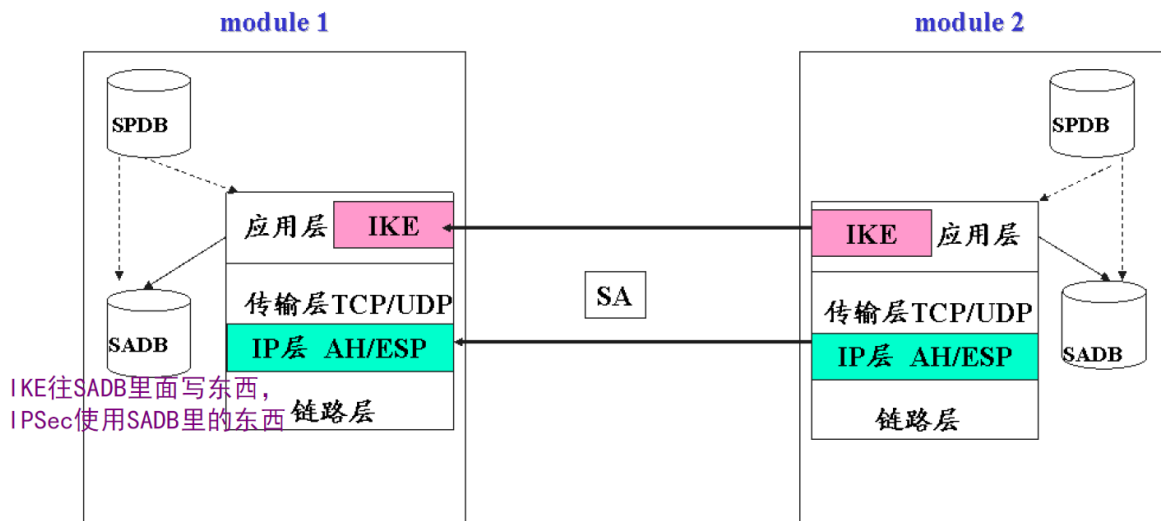 module 1
module 2
SPDB
SPDB
应用层 IKE
IKE 应用层
SA
传输层TCP/UDP
传输层TCP/UDP
SADB
SADB
IP层 AH/ESP
IP层 AH/ESP
IKE往SADB里面写东西，
IPSec使用SADB里的东西
链路层
链路层